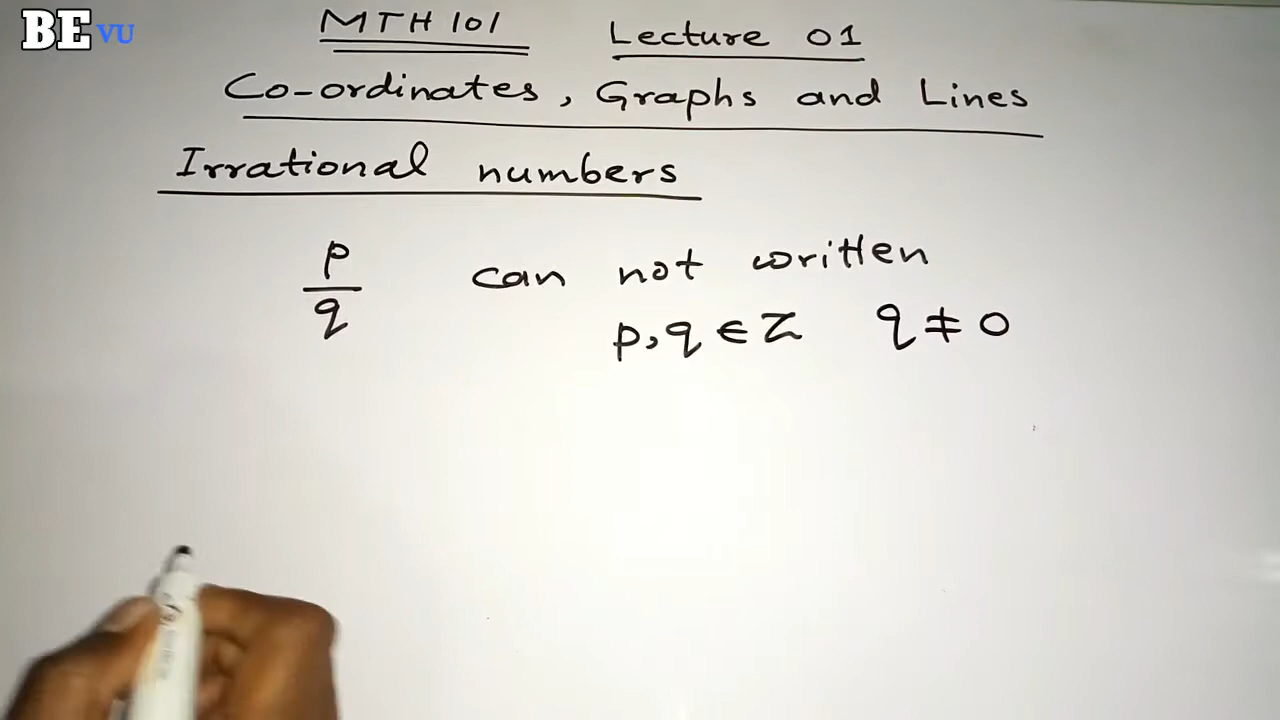 BE VU
MTH 101 Lecture 01
Co-ordinates, Graphs and Lines
Irrational numbers
p/q can not written
p, q ∈ Z q ≠ 0